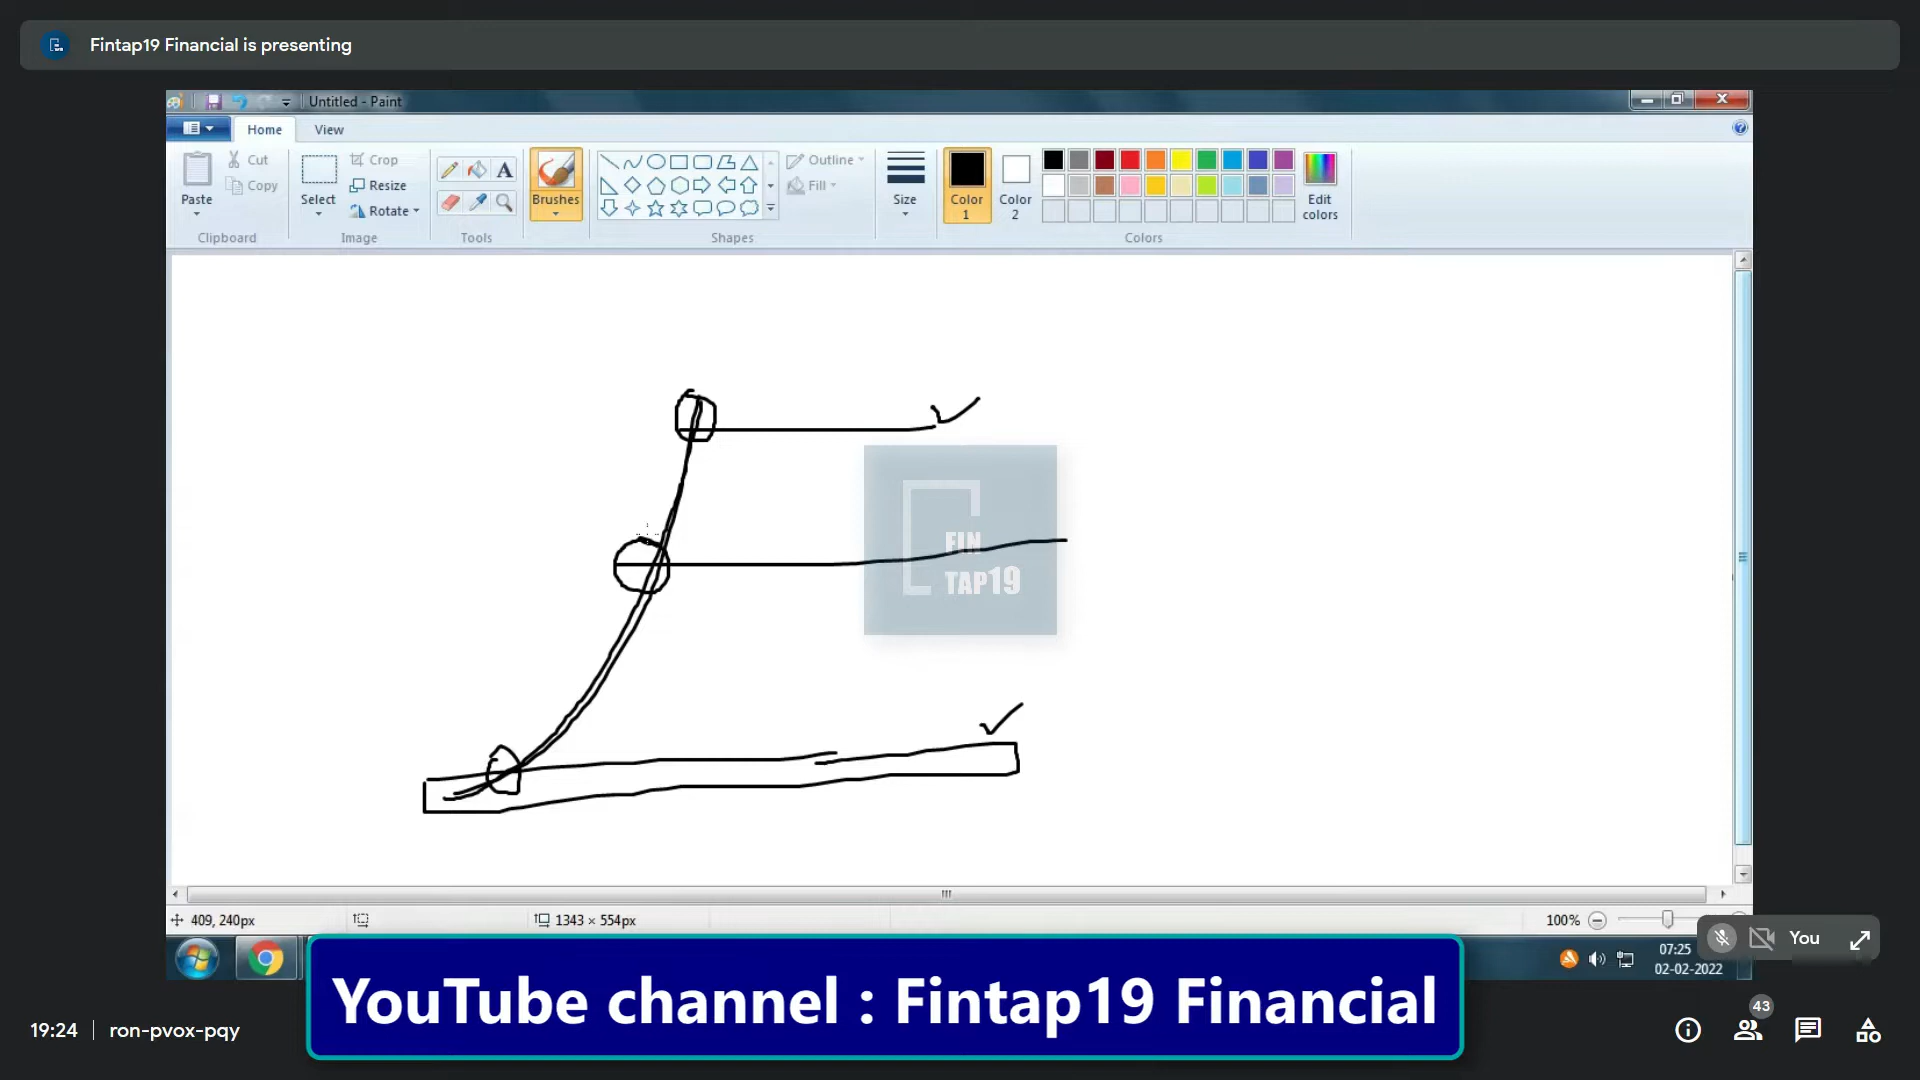 Fintap19 Financial is presenting
Untitled - Paint
Home View
Cut
Copy
Paste
Clipboard
Select
Crop
Resize
Rotate
Image
A
Tools
Brushes
Shapes
Outline
Fill
Size
Color 1
Color 2
Edit colors
Colors
FIN
TAP19
409, 240px
1343 × 554px
100%
You
07:25
02-02-2022
YouTube channel : Fintap19 Financial
19:24 | ron-pvox-pqy
43